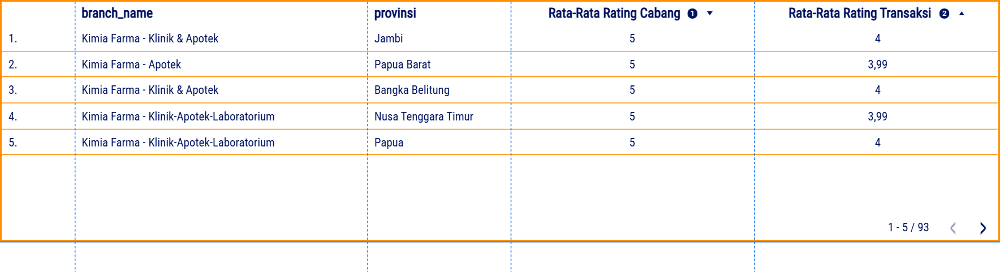 branch_name provinsi Rata-Rata Rating Cabang 1 Rata-Rata Rating Transaksi 2
1. Kimia Farma - Klinik & Apotek Jambi 5 4
2. Kimia Farma - Apotek Papua Barat 5 3,99
3. Kimia Farma - Klinik & Apotek Bangka Belitung 5 4
4. Kimia Farma - Klinik-Apotek-Laboratorium Nusa Tenggara Timur 5 3,99
5. Kimia Farma - Klinik-Apotek-Laboratorium Papua 5 4
1 - 5 / 93